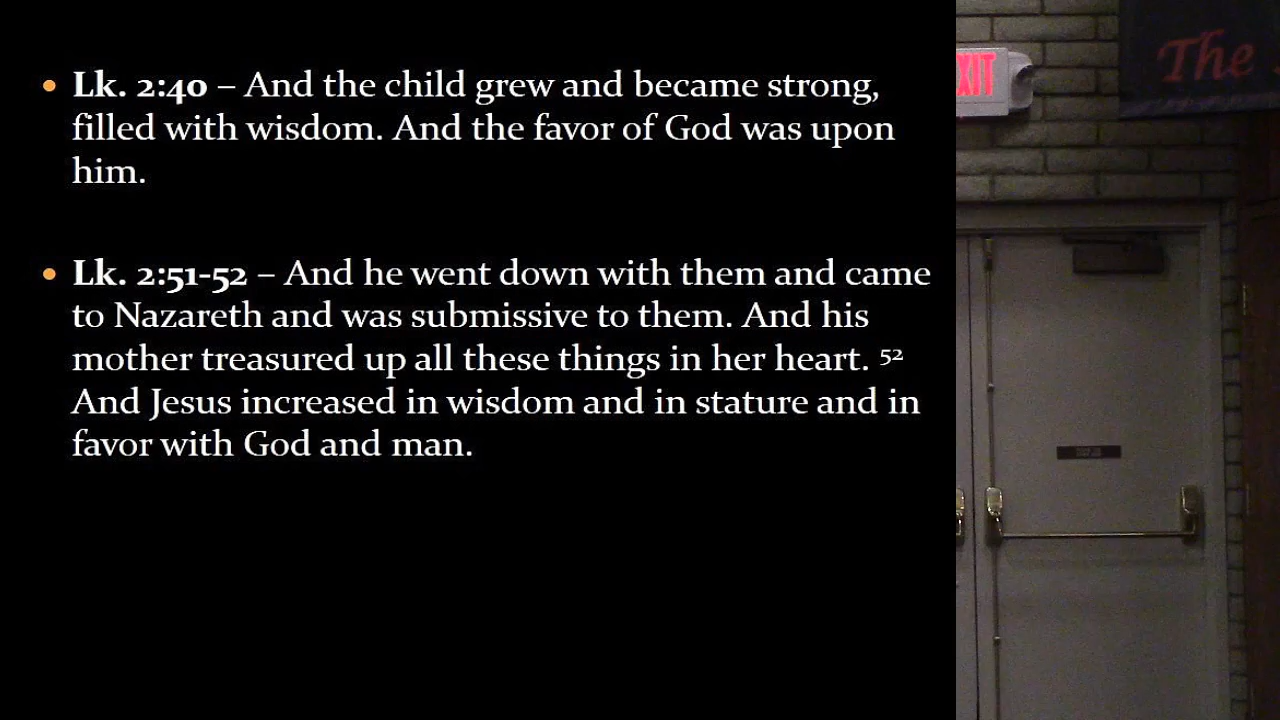 • Lk. 2:40 – And the child grew and became strong,
filled with wisdom. And the favor of God was upon
him.
• Lk. 2:51-52 – And he went down with them and came
to Nazareth and was submissive to them. And his
mother treasured up all these things in her heart. 52
And Jesus increased in wisdom and in stature and in
favor with God and man.
EXIT
The